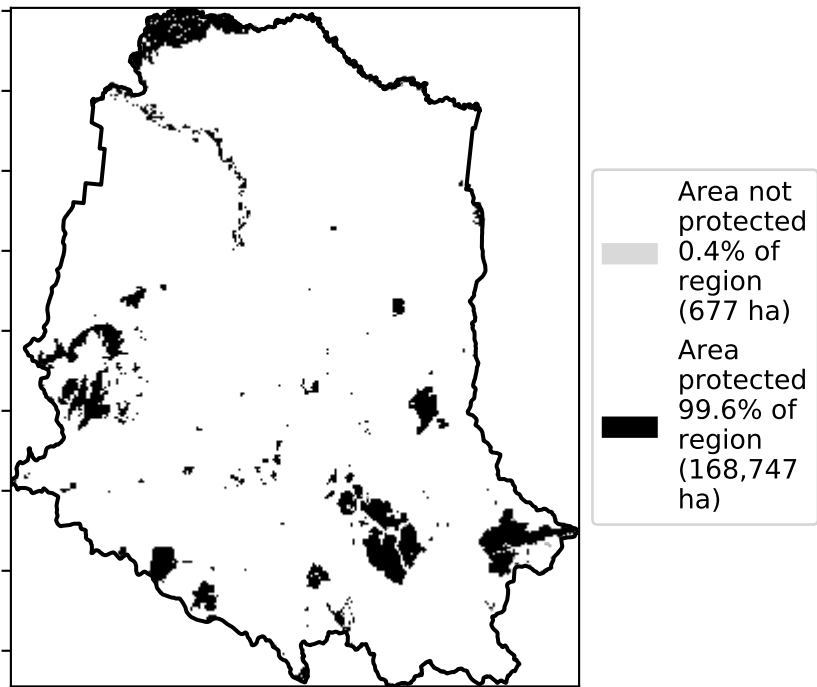 Area not
protected
0.4% of
region
(677 ha)
Area
protected
99.6% of
region
(168,747
ha)